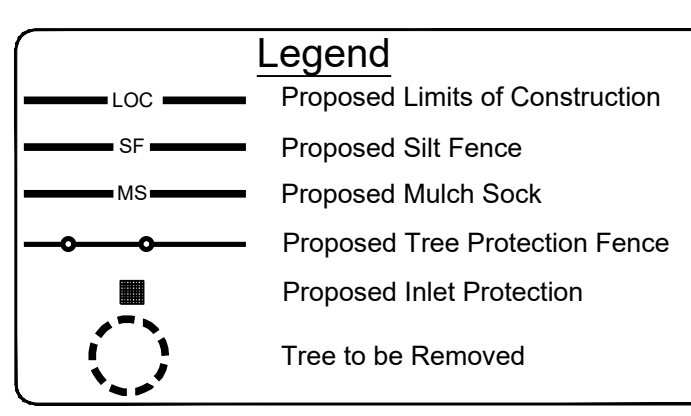 Legend
LOC Proposed Limits of Construction
SF Proposed Silt Fence
MS Proposed Mulch Sock
Proposed Tree Protection Fence
Proposed Inlet Protection
Tree to be Removed